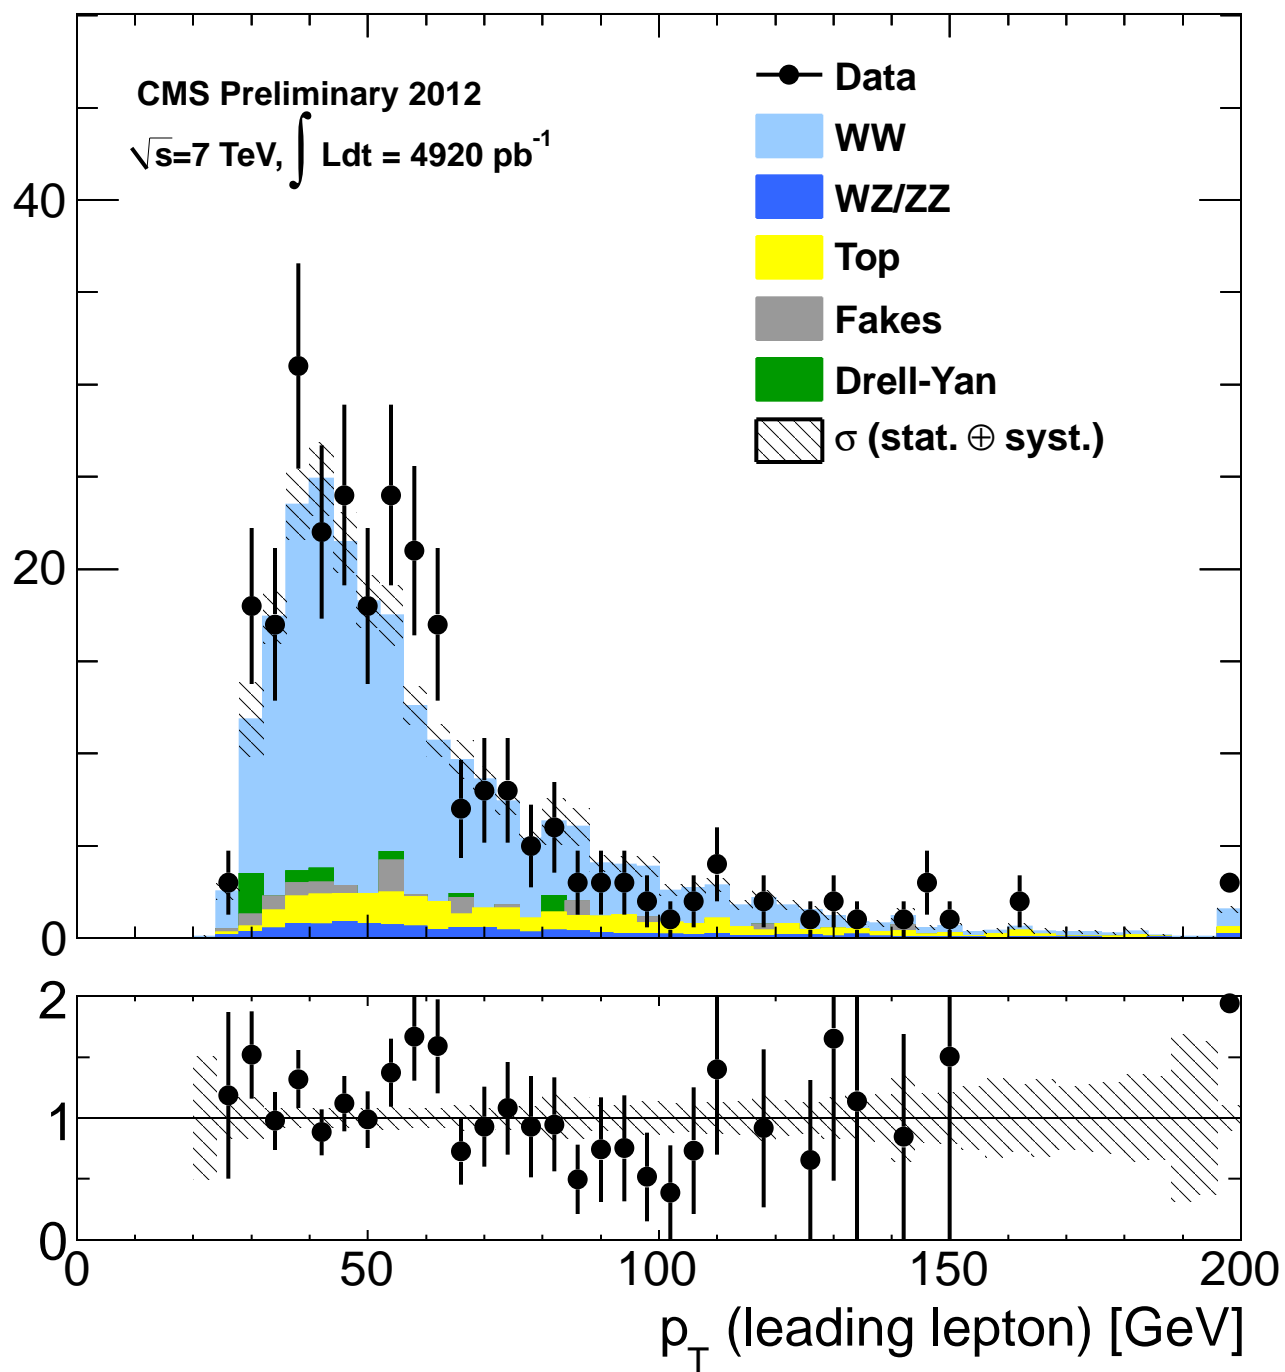 CMS Preliminary 2012
√s=7 TeV, ∫ Ldt = 4920 pb⁻¹
Data
WW
WZ/ZZ
Top
Fakes
Drell-Yan
σ (stat. ⊕ syst.)
40
20
0
2
1
0
0 50 100 150 200
p_T (leading lepton) [GeV]